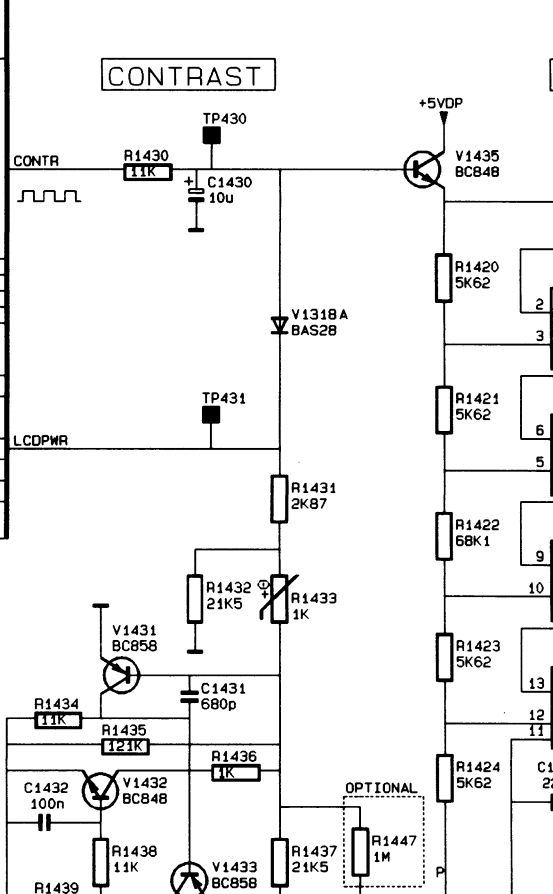 CONTRAST
+5VDP
TP430
CONTR
R1430
11K
V1435
BC848
+
C1430
10u
R1420
5K62
V1318A
BAS28
2
3
TP431
R1421
5K62
LCDPWR
6
5
R1431
2K87
R1422
68K1
9
10
R1432
21K5
+
R1433
1K
V1431
BC858
R1423
5K62
13
C1431
680p
R1434
11K
12
R1435
121K
11
R1436
1K
R1424
5K62
C1432
100n
V1432
BC848
OPTIONAL
C1
22
R1438
11K
V1433
BC858
R1437
21K5
R1447
1M
P
R1439